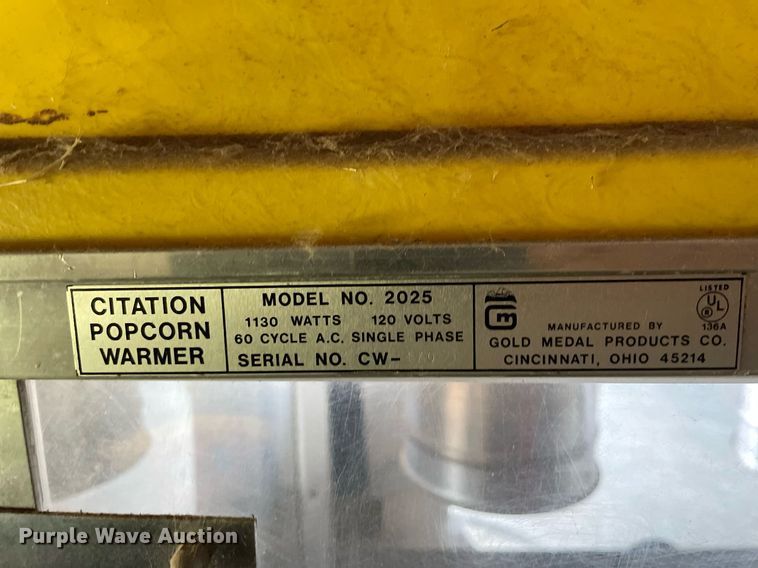 CITATION
POPCORN
WARMER
MODEL NO. 2025
1130 WATTS 120 VOLTS
60 CYCLE A.C. SINGLE PHASE
SERIAL NO. CW-
Gm
MANUFACTURED BY
GOLD MEDAL PRODUCTS CO.
CINCINNATI, OHIO 45214
LISTED
UL
®
136A
Purple Wave Auction